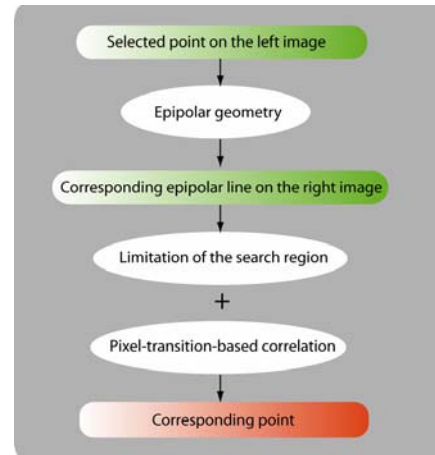 Selected point on the left image
Epipolar geometry
Corresponding epipolar line on the right image
Limitation of the search region
+
Pixel-transition-based correlation
Corresponding point